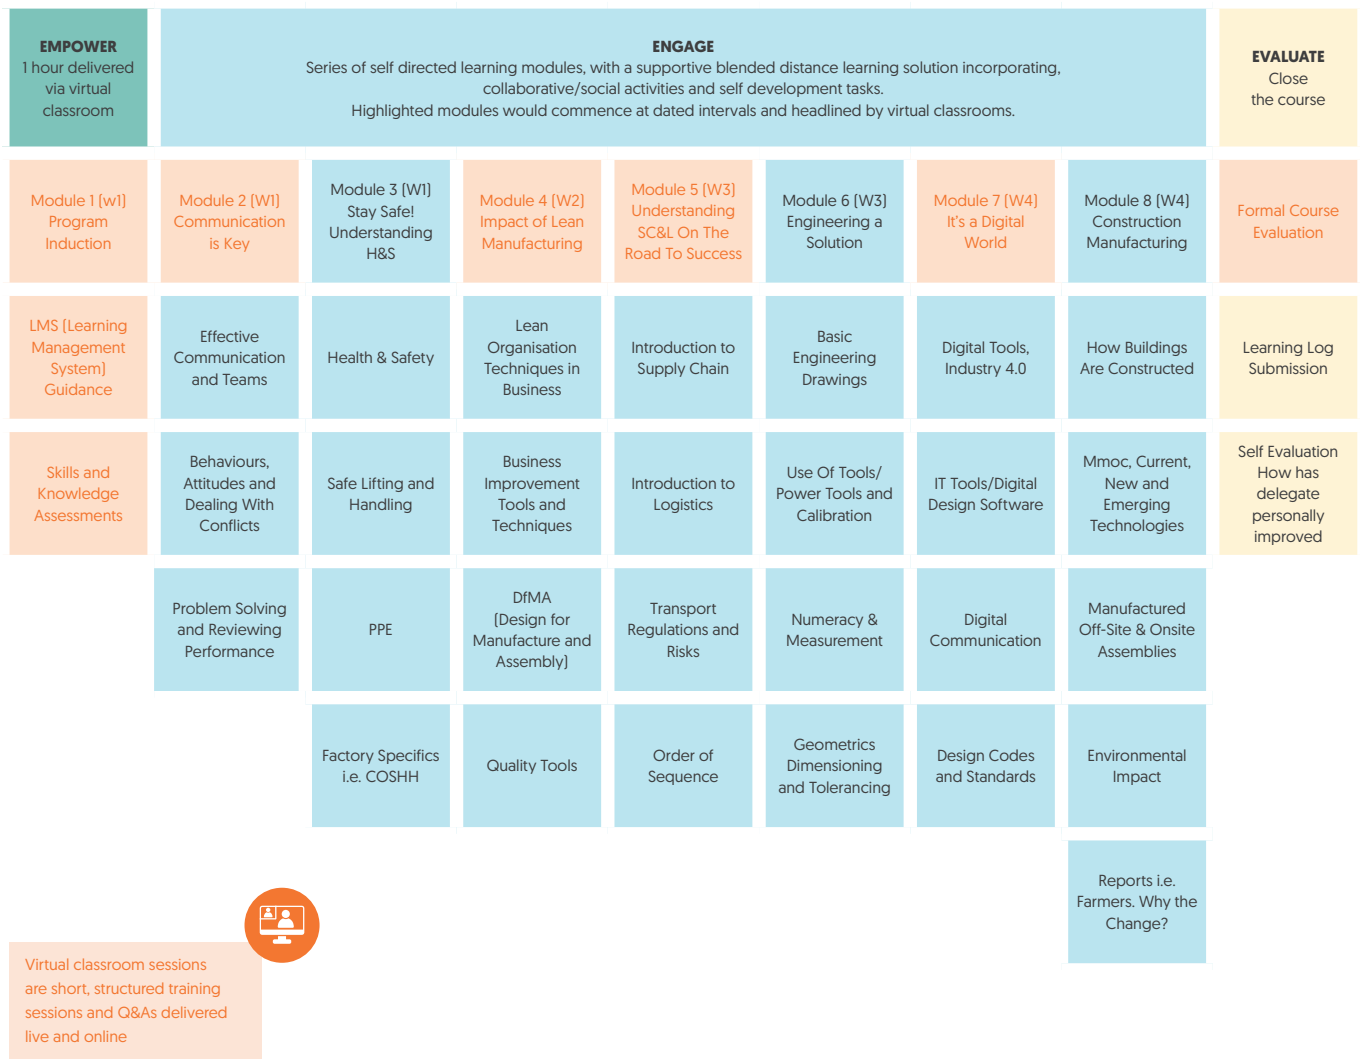 EMPOWER
1 hour delivered
via virtual
classroom
ENGAGE
Series of self directed learning modules, with a supportive blended distance learning solution incorporating,
collaborative/social activities and self development tasks.
Highlighted modules would commence at dated intervals and headlined by virtual classrooms.
EVALUATE
Close
the course
Module 1 (w1)
Program
Induction
Module 2 (W1)
Communication
is Key
Module 3 (W1)
Stay Safe!
Understanding
H&S
Module 4 (W2)
Impact of Lean
Manufacturing
Module 5 (W3)
Understanding
SC&L On The
Road To Success
Module 6 (W3)
Engineering a
Solution
Module 7 (W4)
It's a Digital
World
Module 8 (W4)
Construction
Manufacturing
Formal Course
Evaluation
LMS (Learning
Management
System)
Guidance
Effective
Communication
and Teams
Health & Safety
Lean
Organisation
Techniques in
Business
Introduction to
Supply Chain
Basic
Engineering
Drawings
Digital Tools,
Industry 4.0
How Buildings
Are Constructed
Learning Log
Submission
Skills and
Knowledge
Assessments
Behaviours,
Attitudes and
Dealing With
Conflicts
Safe Lifting and
Handling
Business
Improvement
Tools and
Techniques
Introduction to
Logistics
Use Of Tools/
Power Tools and
Calibration
IT Tools/Digital
Design Software
Mmoc, Current,
New and
Emerging
Technologies
Self Evaluation
How has
delegate
personally
improved
Problem Solving
and Reviewing
Performance
PPE
DfMA
(Design for
Manufacture and
Assembly)
Transport
Regulations and
Risks
Numeracy &
Measurement
Digital
Communication
Manufactured
Off-Site & Onsite
Assemblies
Factory Specifics
i.e. COSHH
Quality Tools
Order of
Sequence
Geometrics
Dimensioning
and Tolerancing
Design Codes
and Standards
Environmental
Impact
Reports i.e.
Farmers. Why the
Change?
Virtual classroom sessions
are short, structured training
sessions and Q&As delivered
live and online